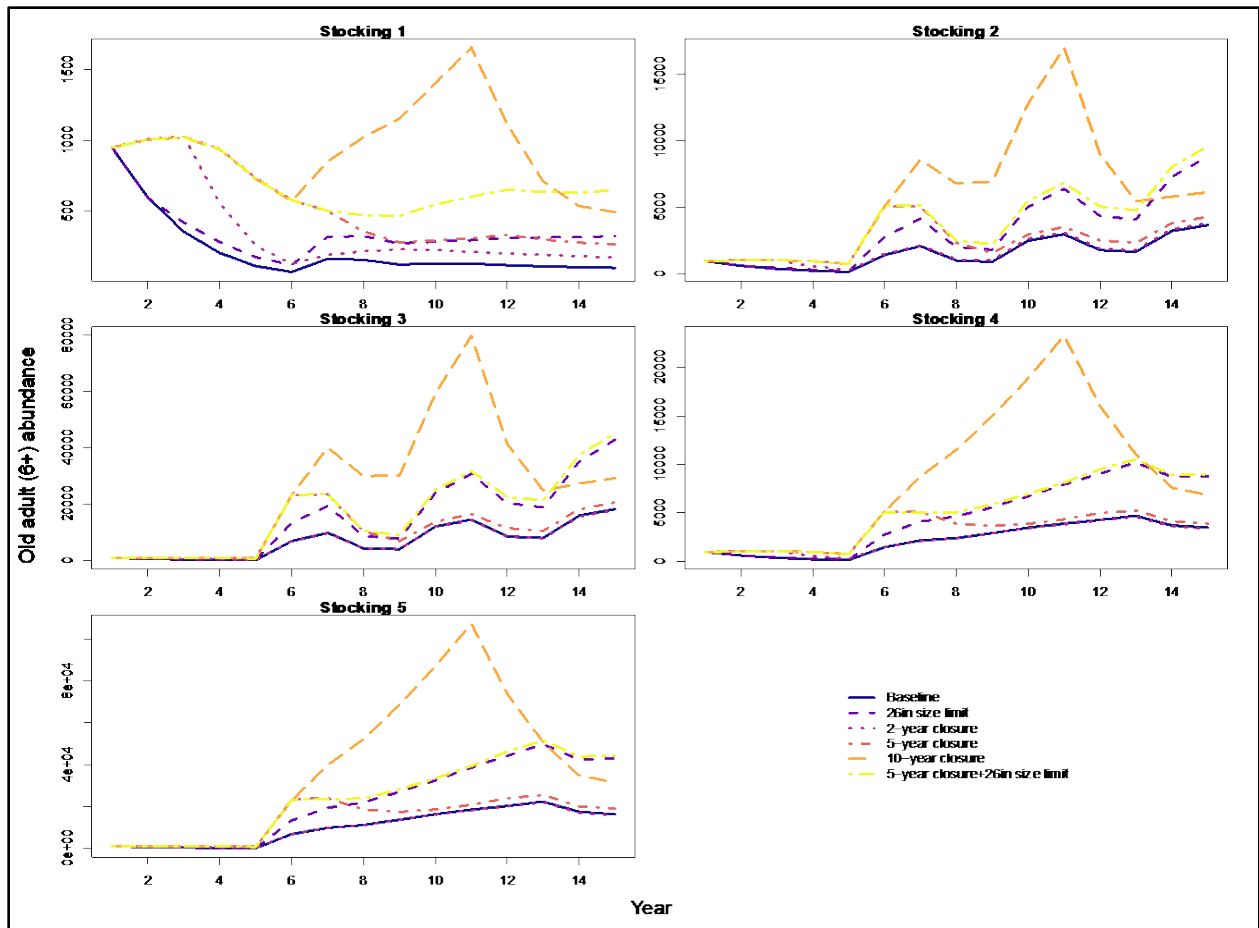 Stocking 1
Stocking 2
500 1000 1500
0 5000 10000 15000
2 4 6 8 10 12 14
2 4 6 8 10 12 14
Stocking 3
Stocking 4
Old adult (6+) abundance
0 20000 40000 60000 80000
0 5000 10000 15000 20000
2 4 6 8 10 12 14
2 4 6 8 10 12 14
Stocking 5
0e+00 4e+04 8e+04
2 4 6 8 10 12 14
Baseline
26in size limit
2-year closure
5-year closure
10-year closure
5-year closure+26in size limit
Year